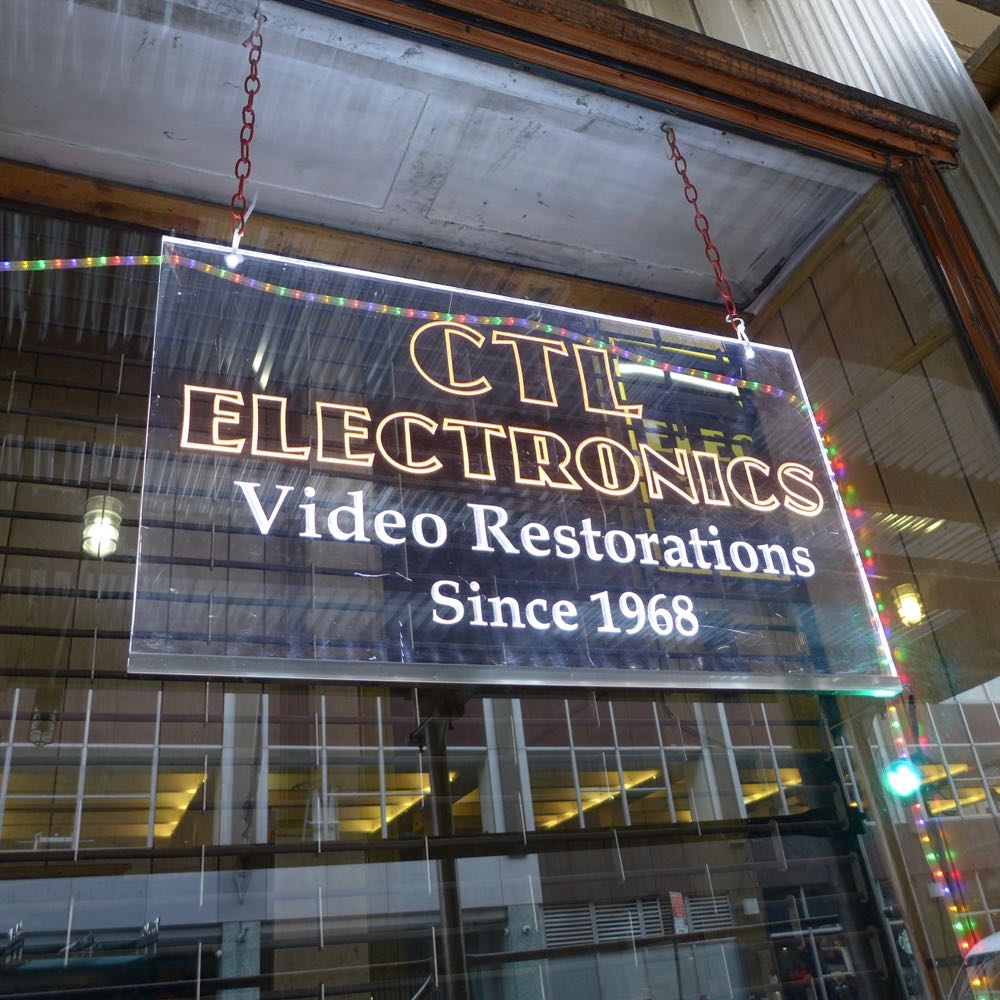 CTL
ELECTRONICS
Video Restorations
Since 1968